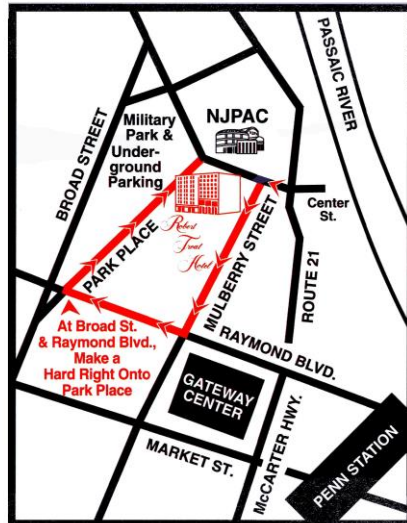 PASSAIC RIVER
NJPAC
Military
Park &
Under-
ground
Parking
BROAD STREET
Center
St.
Robert
Treat
Hotel
PARK PLACE
MULBERRY STREET
ROUTE 21
At Broad St.
& Raymond Blvd.,
Make a
Hard Right Onto
Park Place
RAYMOND BLVD.
GATEWAY
CENTER
MARKET ST.
McCARTER HWY.
PENN STATION